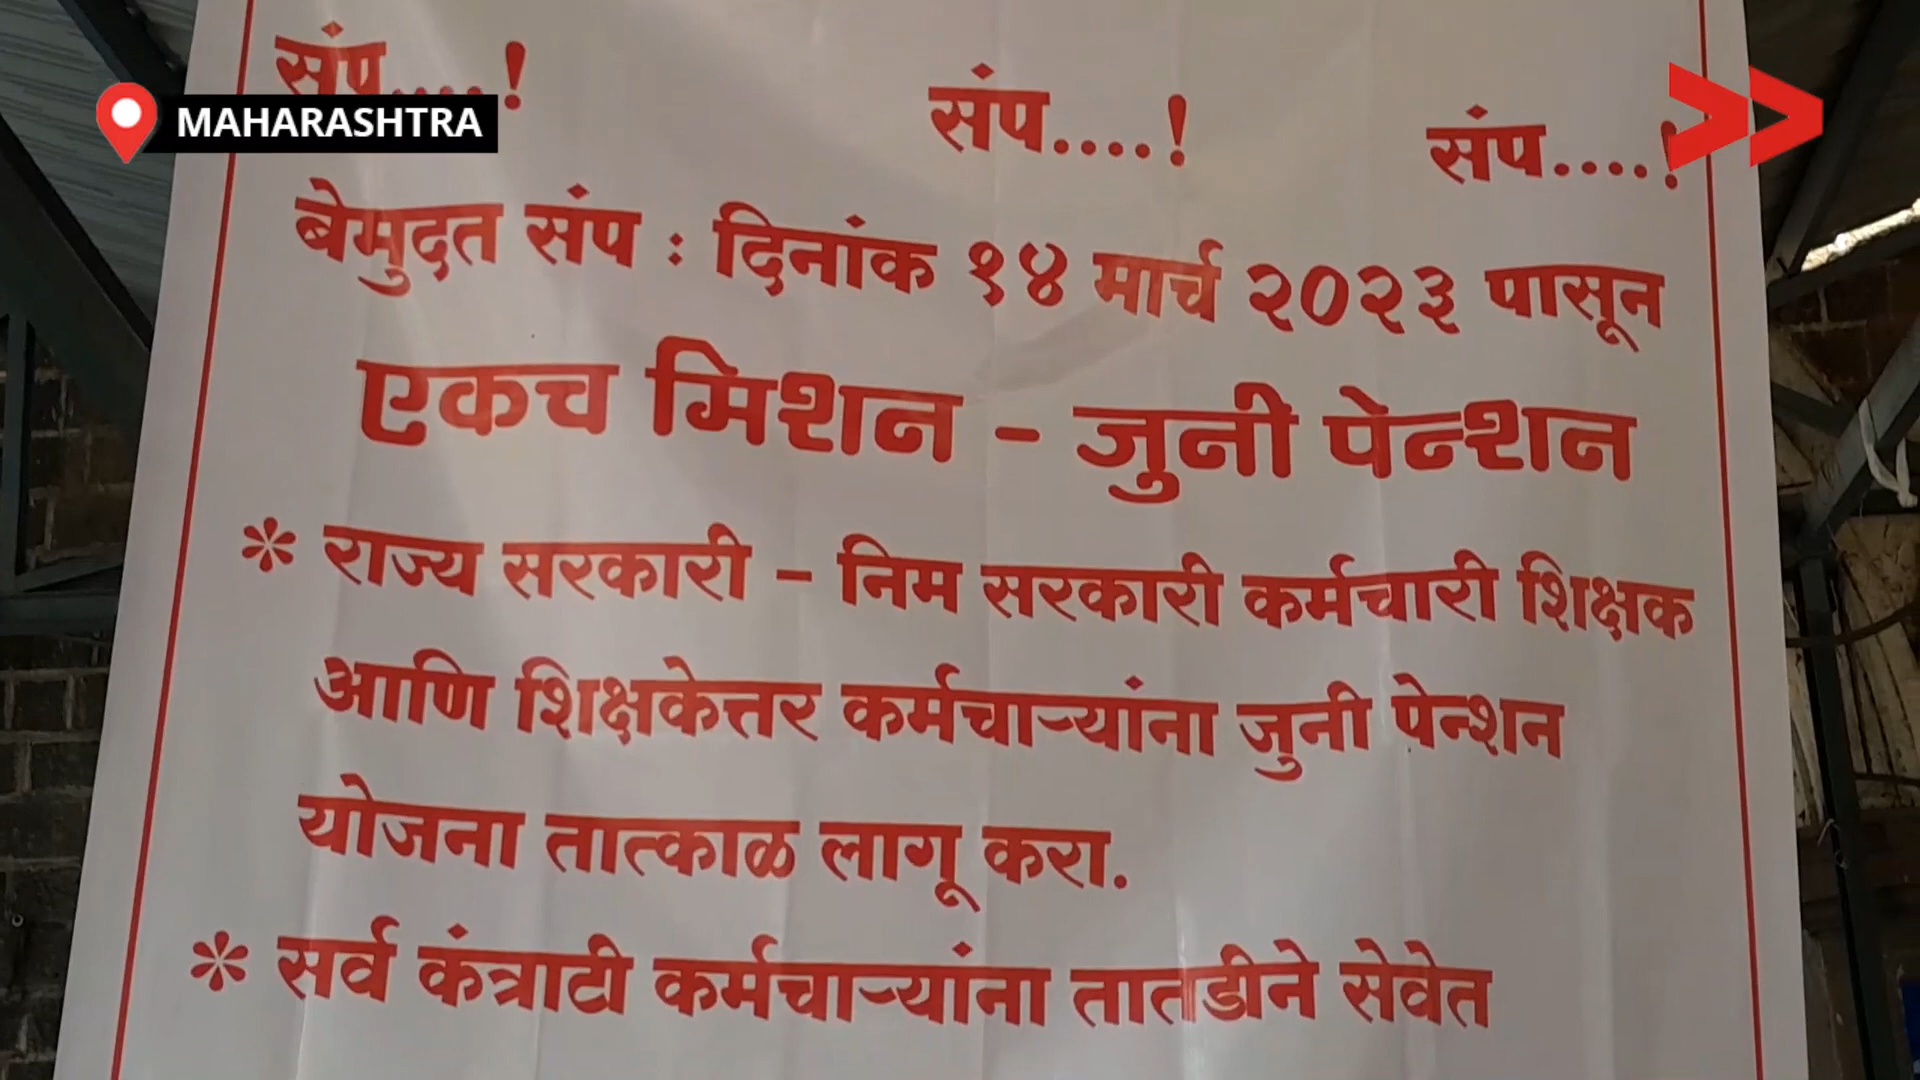 संप....! संप....! संप....!
MAHARASHTRA
बेमुदत संप : दिनांक १४ मार्च २०२३ पासून
एकच मिशन - जुनी पेन्शन
* राज्य सरकारी - निम सरकारी कर्मचारी शिक्षक
आणि शिक्षकेत्तर कर्मचाऱ्यांना जुनी पेन्शन
योजना तात्काळ लागू करा.
* सर्व कंत्राटी कर्मचाऱ्यांना तातडीने सेवेत